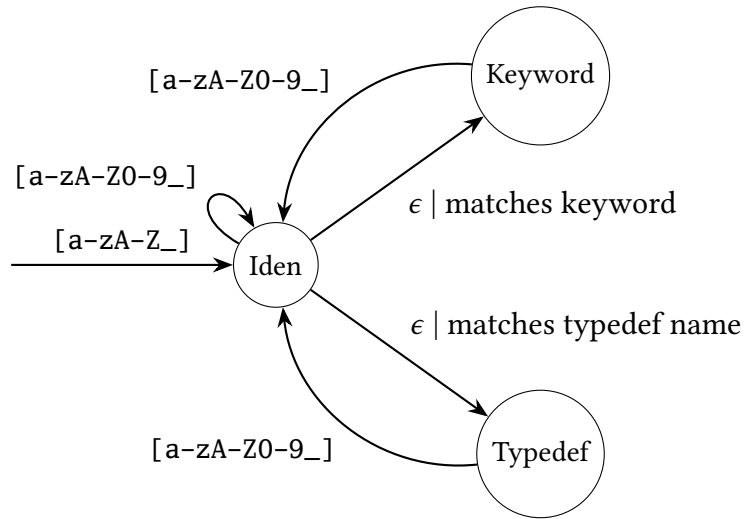 Keyword
[a-zA-Z0-9_]
[a-zA-Z0-9_]
ϵ | matches keyword
[a-zA-Z_]
Iden
ϵ | matches typedef name
[a-zA-Z0-9_]
Typedef